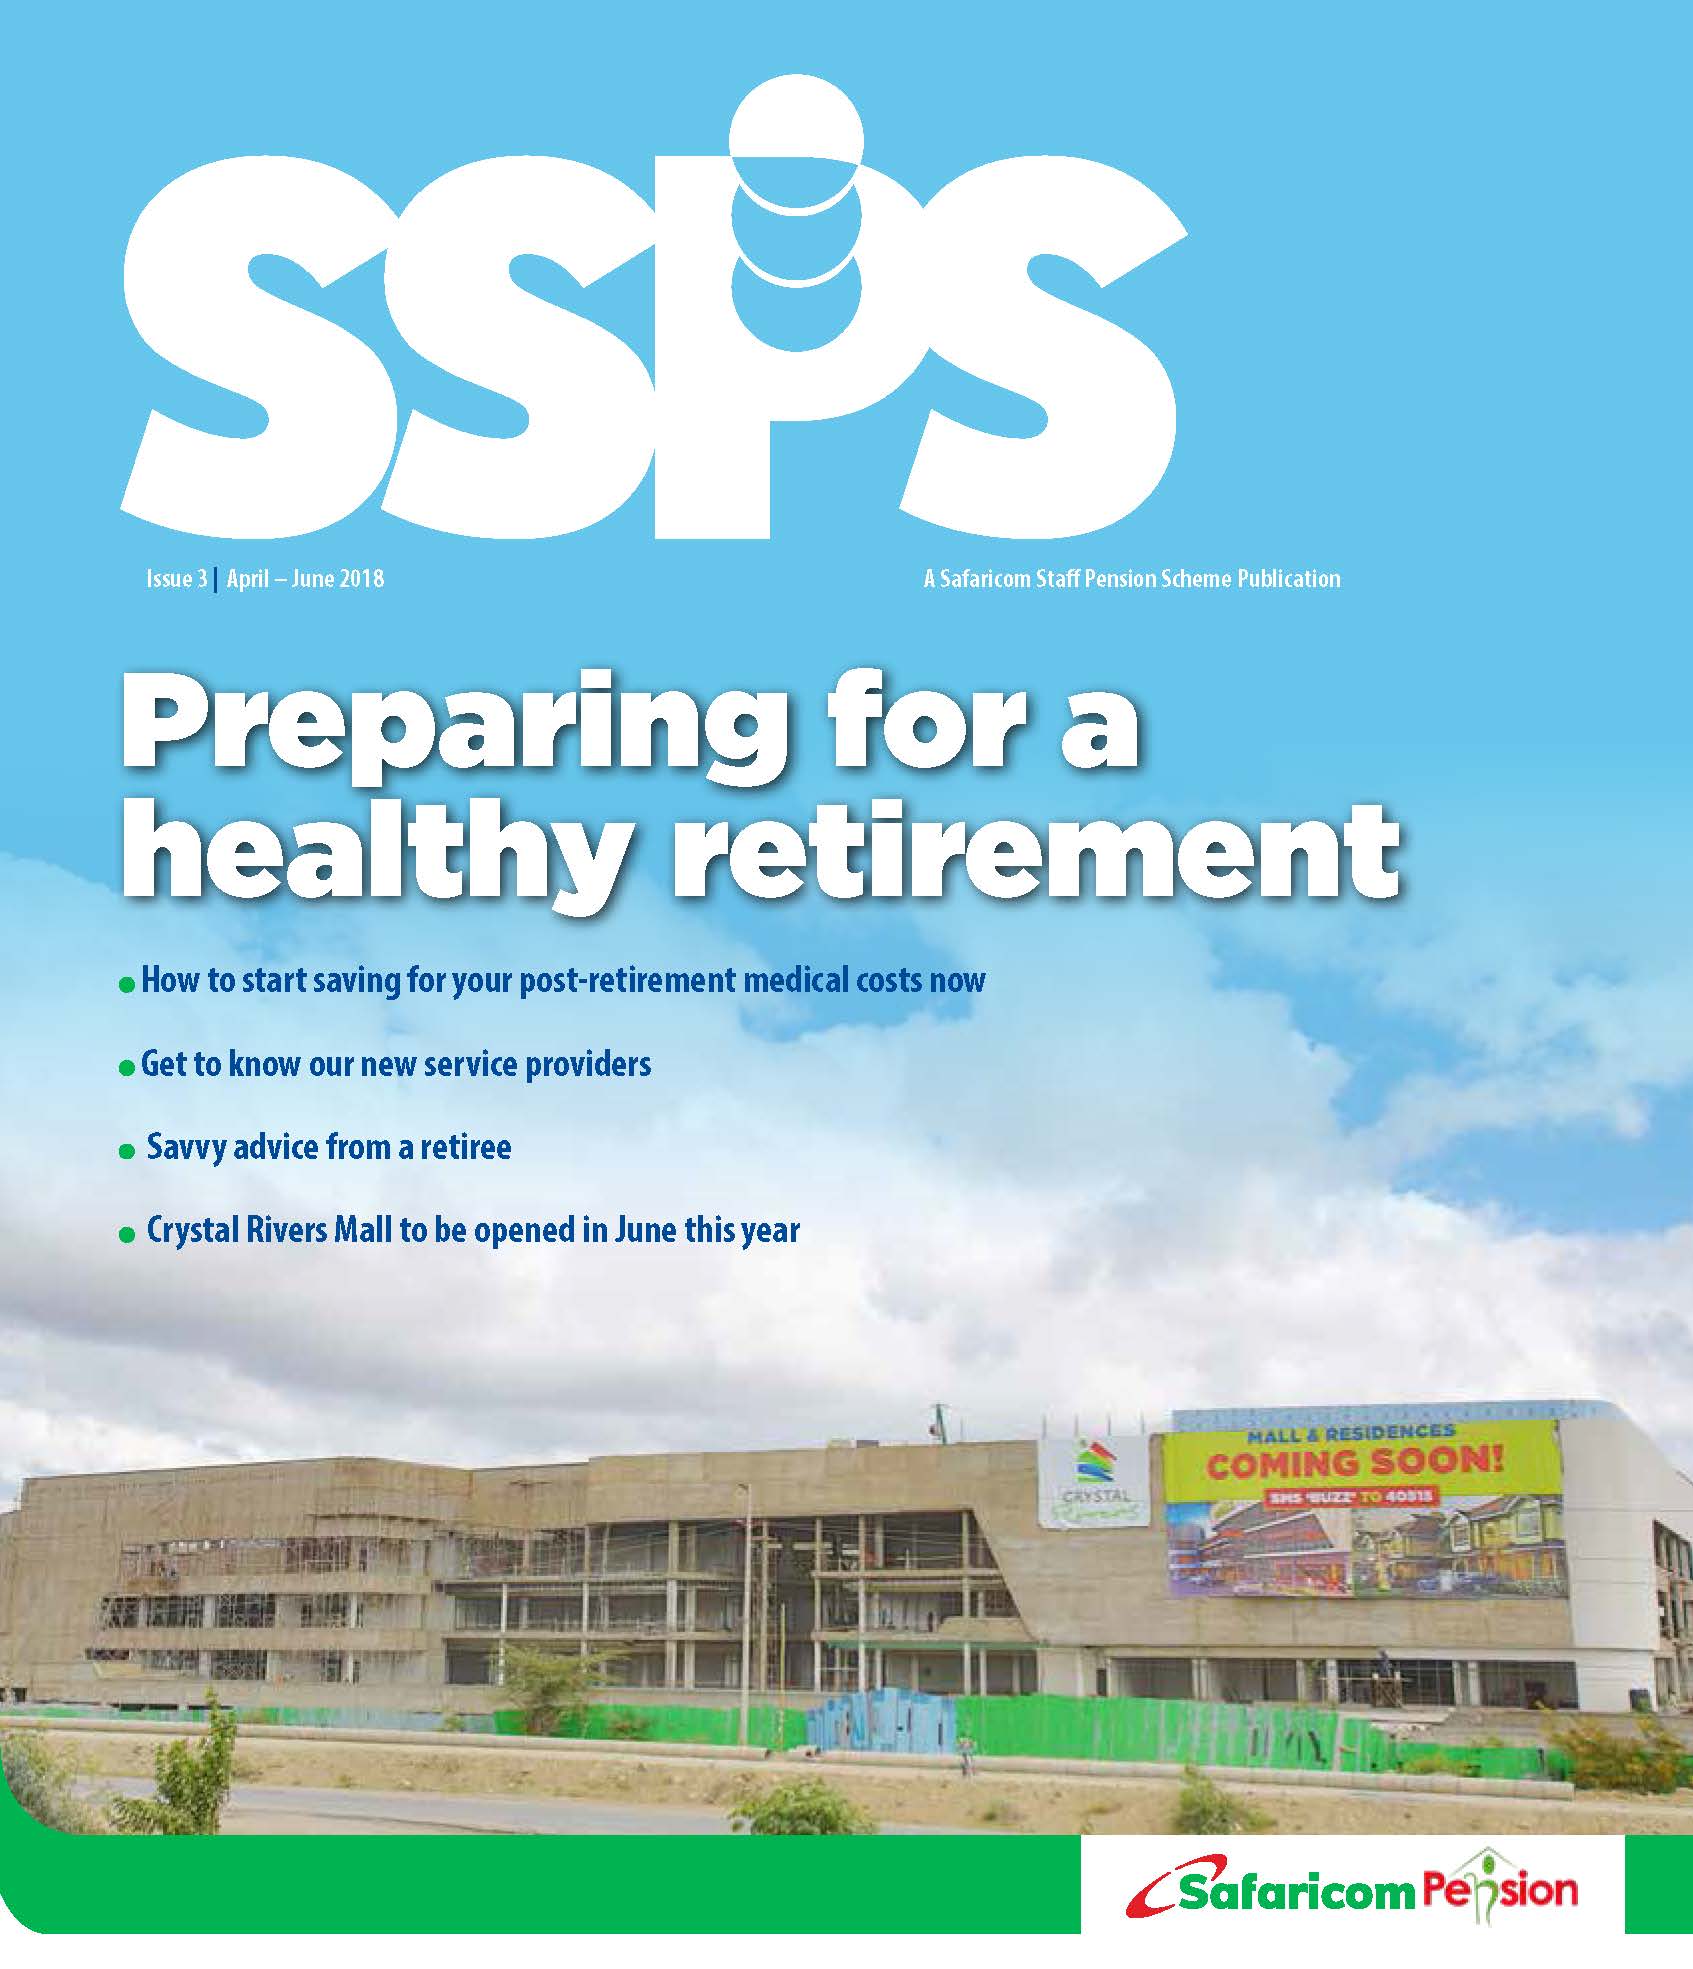 ssps
Issue 3 | April – June 2018
A Safaricom Staff Pension Scheme Publication
Preparing for a
healthy retirement
• How to start saving for your post-retirement medical costs now
• Get to know our new service providers
• Savvy advice from a retiree
• Crystal Rivers Mall to be opened in June this year
MALL & RESIDENCES
COMING SOON!
SMS 'BUZZ' TO 40515
CRYSTAL
Rivers
Safaricom Pension